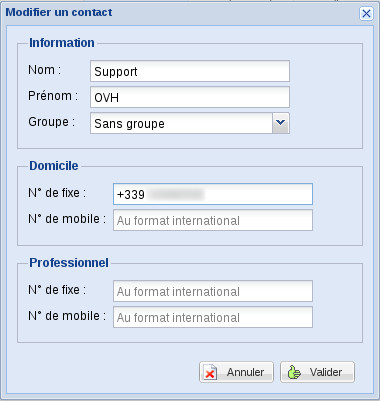 Modifier un contact
Information
Nom : Support
Prénom : OVH
Groupe : Sans groupe
Domicile
N° de fixe : +339
N° de mobile : Au format international
Professionnel
N° de fixe : Au format international
N° de mobile : Au format international
Annuler Valider